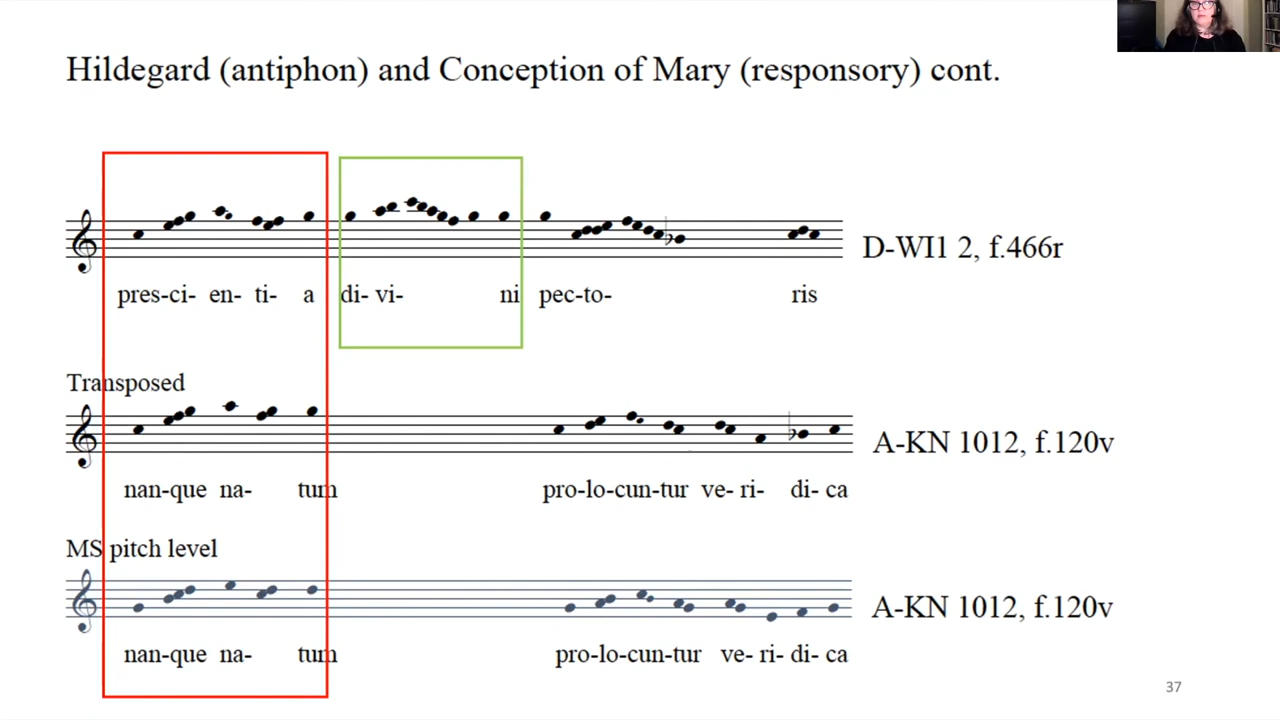 Hildegard (antiphon) and Conception of Mary (responsory) cont.
D-WI1 2, f.466r
pres-ci- en- ti- a di- vi- ni pec-to- ris
Transposed
A-KN 1012, f.120v
nan-que na- tum pro-lo-cun-tur ve- ri- di- ca
MS pitch level
A-KN 1012, f.120v
nan-que na- tum pro-lo-cun-tur ve- ri- di- ca
37